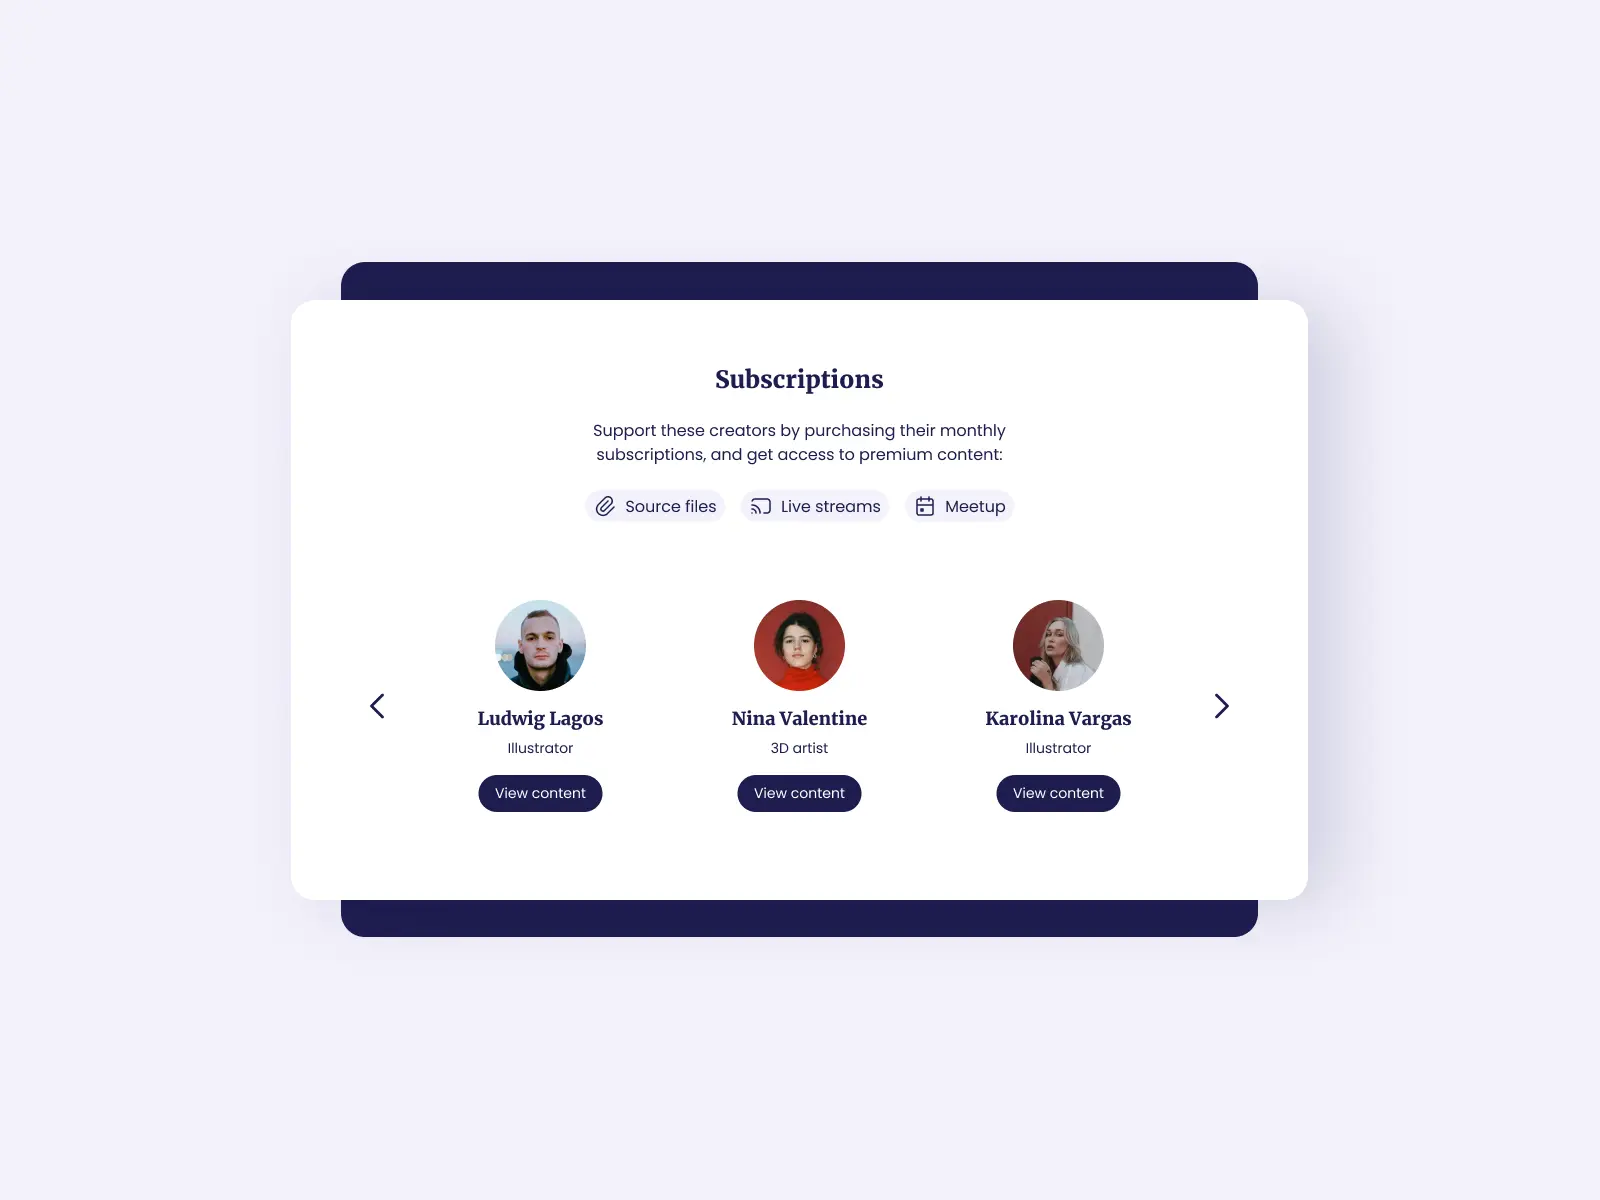 Subscriptions
Support these creators by purchasing their monthly
subscriptions, and get access to premium content:
Source files
Live streams
Meetup
Ludwig Lagos
Illustrator
View content
Nina Valentine
3D artist
View content
Karolina Vargas
Illustrator
View content